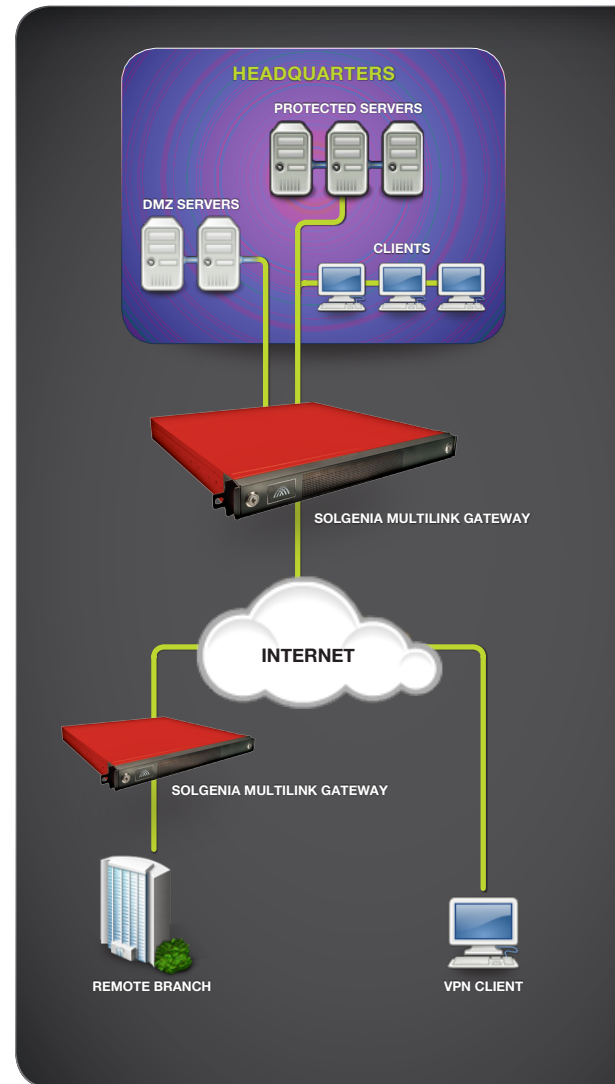 HEADQUARTERS
PROTECTED SERVERS
DMZ SERVERS
CLIENTS
SOLGENIA MULTILINK GATEWAY
INTERNET
SOLGENIA MULTILINK GATEWAY
REMOTE BRANCH
VPN CLIENT